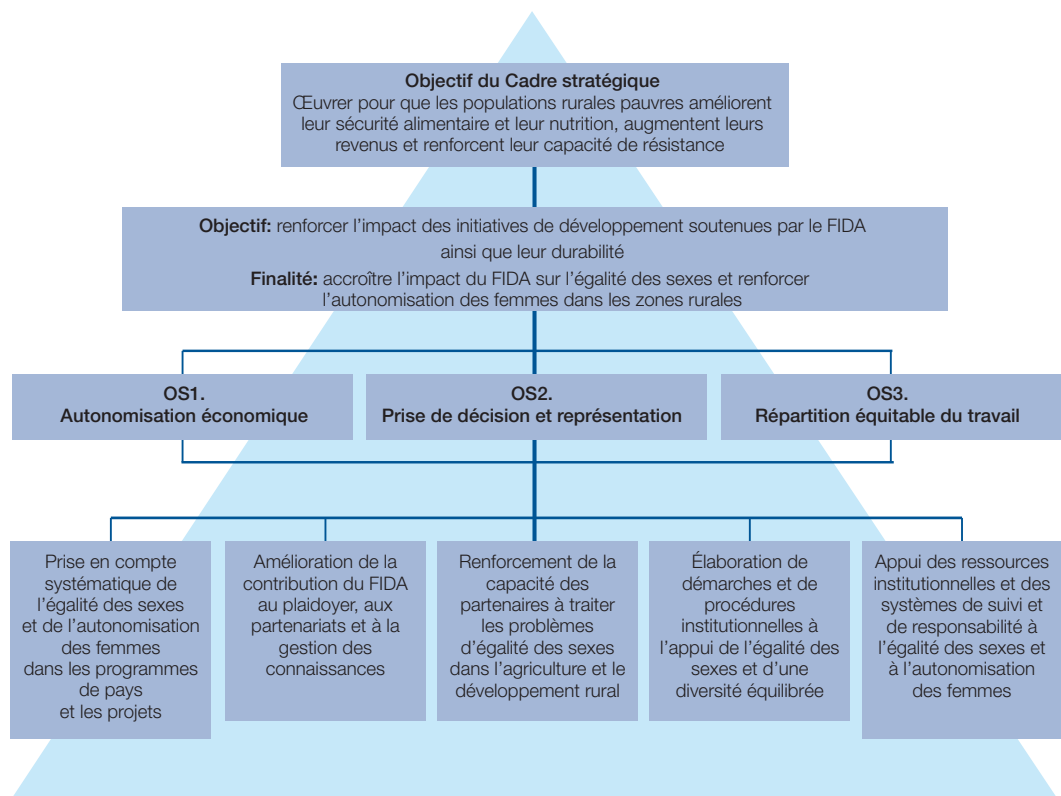 Objectif du Cadre stratégique
Œuvrer pour que les populations rurales pauvres améliorent
leur sécurité alimentaire et leur nutrition, augmentent leurs
revenus et renforcent leur capacité de résistance
Objectif: renforcer l'impact des initiatives de développement soutenues par le FIDA
ainsi que leur durabilité
Finalité: accroître l'impact du FIDA sur l'égalité des sexes et renforcer
l'autonomisation des femmes dans les zones rurales
OS1.
Autonomisation économique
OS2.
Prise de décision et représentation
OS3.
Répartition équitable du travail
Prise en compte
systématique de
l'égalité des sexes
et de l'autonomisation
des femmes
dans les programmes
de pays
et les projets
Amélioration de la
contribution du FIDA
au plaidoyer, aux
partenariats et à la
gestion des
connaissances
Renforcement de la
capacité des
partenaires à traiter
les problèmes
d'égalité des sexes
dans l'agriculture et le
développement rural
Élaboration de
démarches et de
procédures
institutionnelles à
l'appui de l'égalité des
sexes et d'une
diversité équilibrée
Appui des ressources
institutionnelles et des
systèmes de suivi et
de responsabilité à
l'égalité des sexes et
à l'autonomisation
des femmes